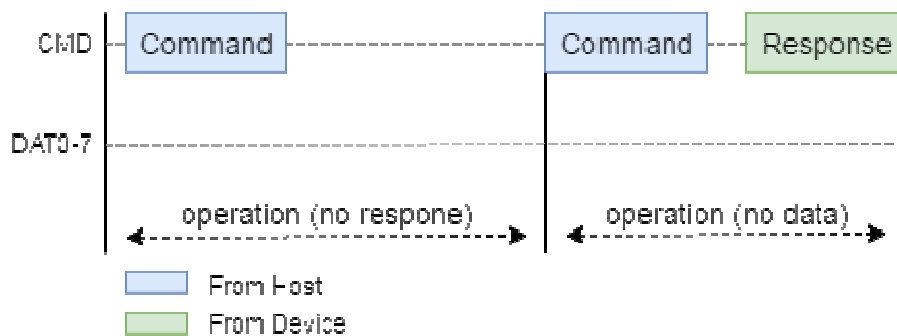 CMD Command Command Response
DAT0-7
operation (no respone) operation (no data)
From Host
From Device